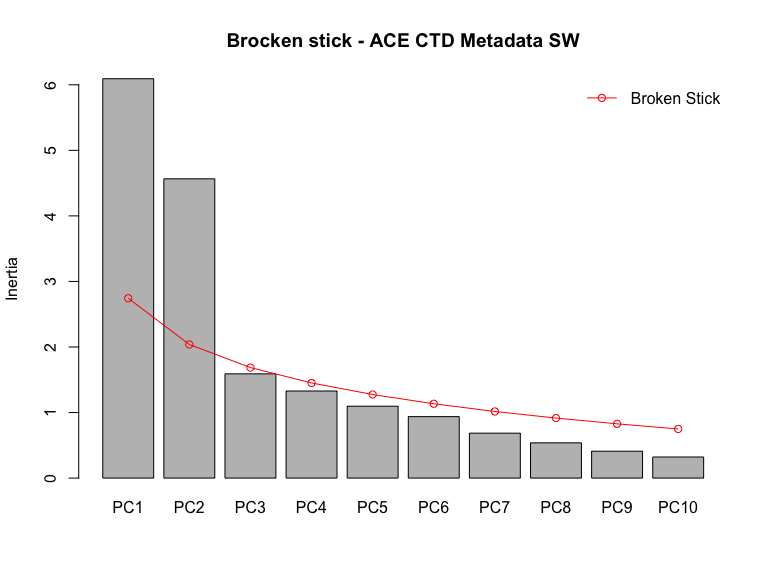 Brocken stick - ACE CTD Metadata SW
Broken Stick
Inertia
6
5
4
3
2
1
0
PC1 PC2 PC3 PC4 PC5 PC6 PC7 PC8 PC9 PC10